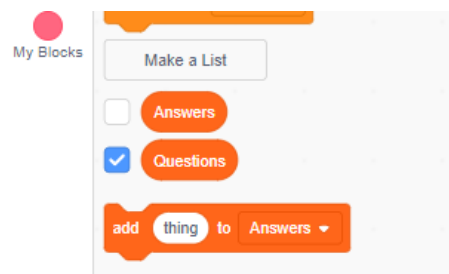 My Blocks
Make a List
Answers
Questions
add thing to Answers